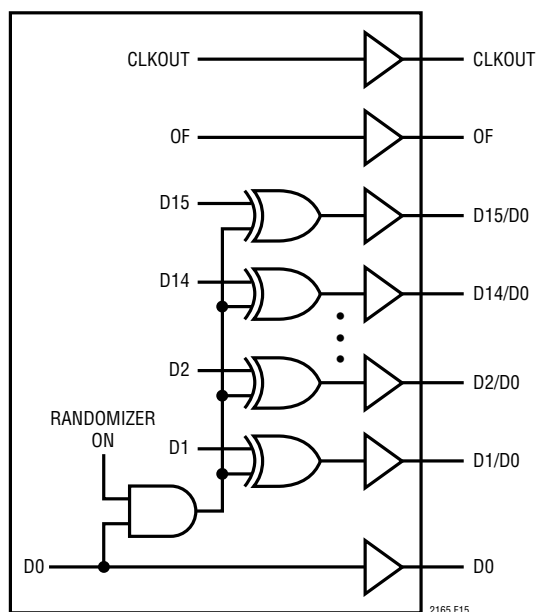 CLKOUT CLKOUT
OF OF
D15 D15/D0
D14 D14/D0
D2 D2/D0
RANDOMIZER
ON
D1 D1/D0
D0 D0
2165 F15